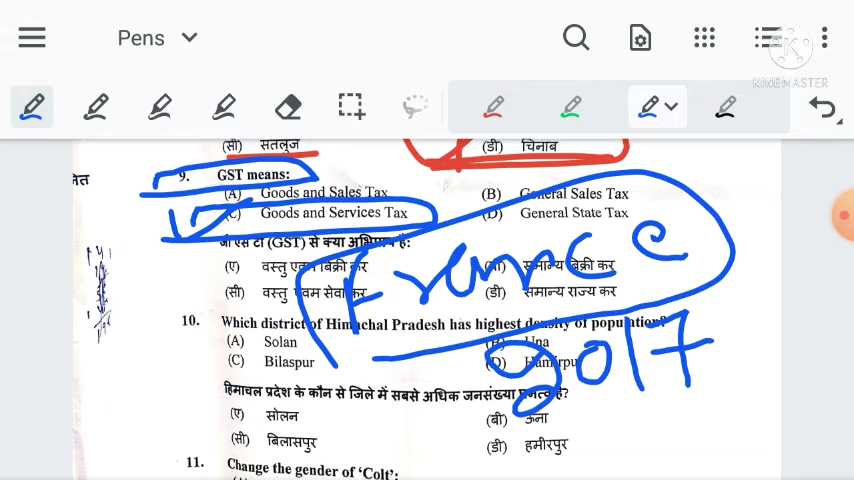 Pens
KINEMASTER
(सी) सतलुज (डी) चिनाब
9. GST means:
(A) Goods and Sales Tax (B) General Sales Tax
(C) Goods and Services Tax (D) General State Tax
जी एस टी (GST) से क्या अभिप्राय है:
(ए) वस्तु एवम बिक्री कर (बी) सामान्य बिक्री कर
(सी) वस्तु एवम सेवा कर (डी) समान्य राज्य कर
France
10. Which district of Himachal Pradesh has highest density of population?
(A) Solan (B) Una
(C) Bilaspur (D) Hamirpur
2017
हिमाचल प्रदेश के कौन से जिले में सबसे अधिक जनसंख्या घनत्व है?
(ए) सोलन (बी) ऊना
(सी) बिलासपुर (डी) हमीरपुर
11. Change the gender of ‘Colt’: